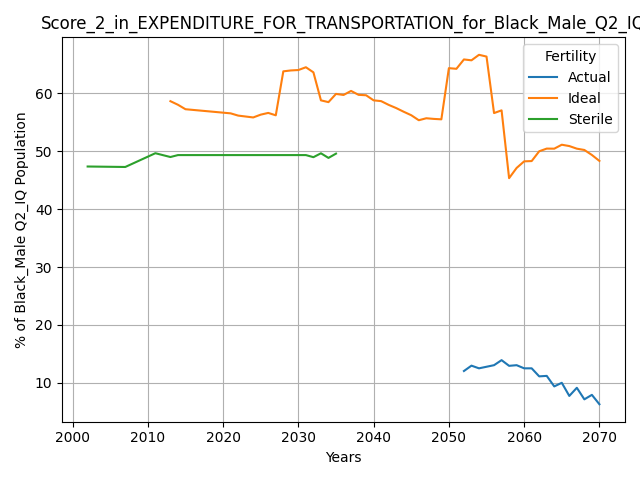 Score_2_in_EXPENDITURE_FOR_TRANSPORTATION_for_Black_Male_Q2_IQ
Fertility
Actual
Ideal
Sterile
% of Black_Male Q2_IQ Population
60
50
40
30
20
10
2000 2010 2020 2030 2040 2050 2060 2070
Years